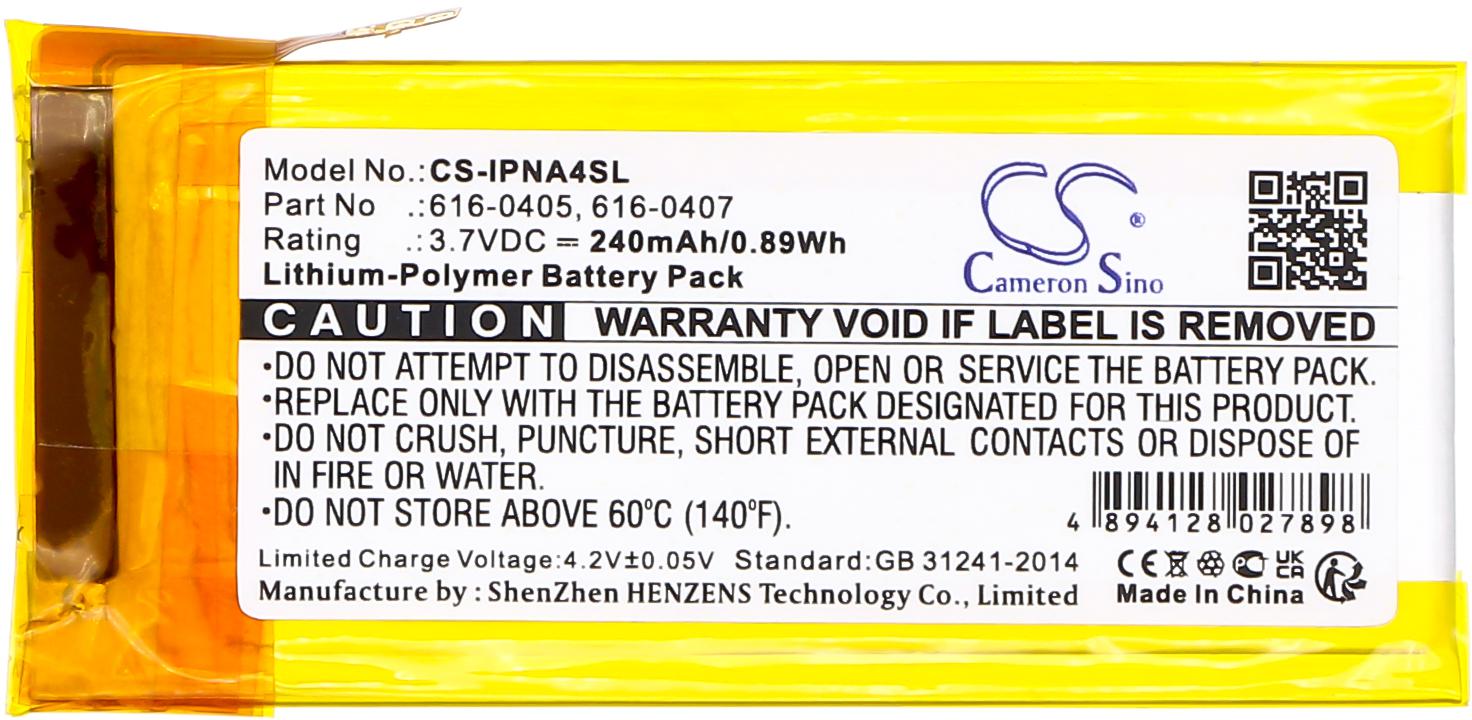 Model No.:CS-IPNA4SL
Part No .:616-0405, 616-0407
Rating .:3.7VDC = 240mAh/0.89Wh
Lithium-Polymer Battery Pack
CS®
Cameron Sino
CAUTION WARRANTY VOID IF LABEL IS REMOVED
•DO NOT ATTEMPT TO DISASSEMBLE, OPEN OR SERVICE THE BATTERY PACK.
•REPLACE ONLY WITH THE BATTERY PACK DESIGNATED FOR THIS PRODUCT.
•DO NOT CRUSH, PUNCTURE, SHORT EXTERNAL CONTACTS OR DISPOSE OF
IN FIRE OR WATER.
•DO NOT STORE ABOVE 60°C (140°F).
4 894128 027898
Limited Charge Voltage:4.2V±0.05V Standard:GB 31241-2014
CE UK CA
Manufacture by : ShenZhen HENZENS Technology Co., Limited
Made In China